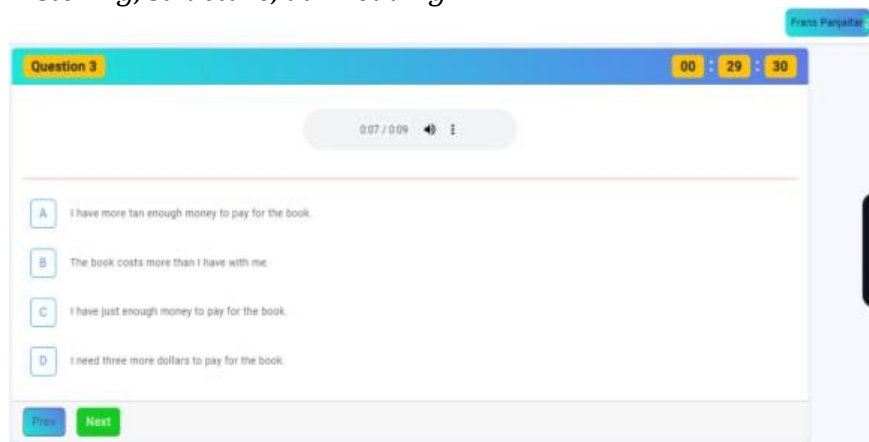 Frans Panjaitan
Question 3
00 : 29 : 30
0:07 / 0:09
A I have more tan enough money to pay for the book.
B The book costs more than I have with me.
C I have just enough money to pay for the book.
D I need three more dollars to pay for the book.
Prev Next